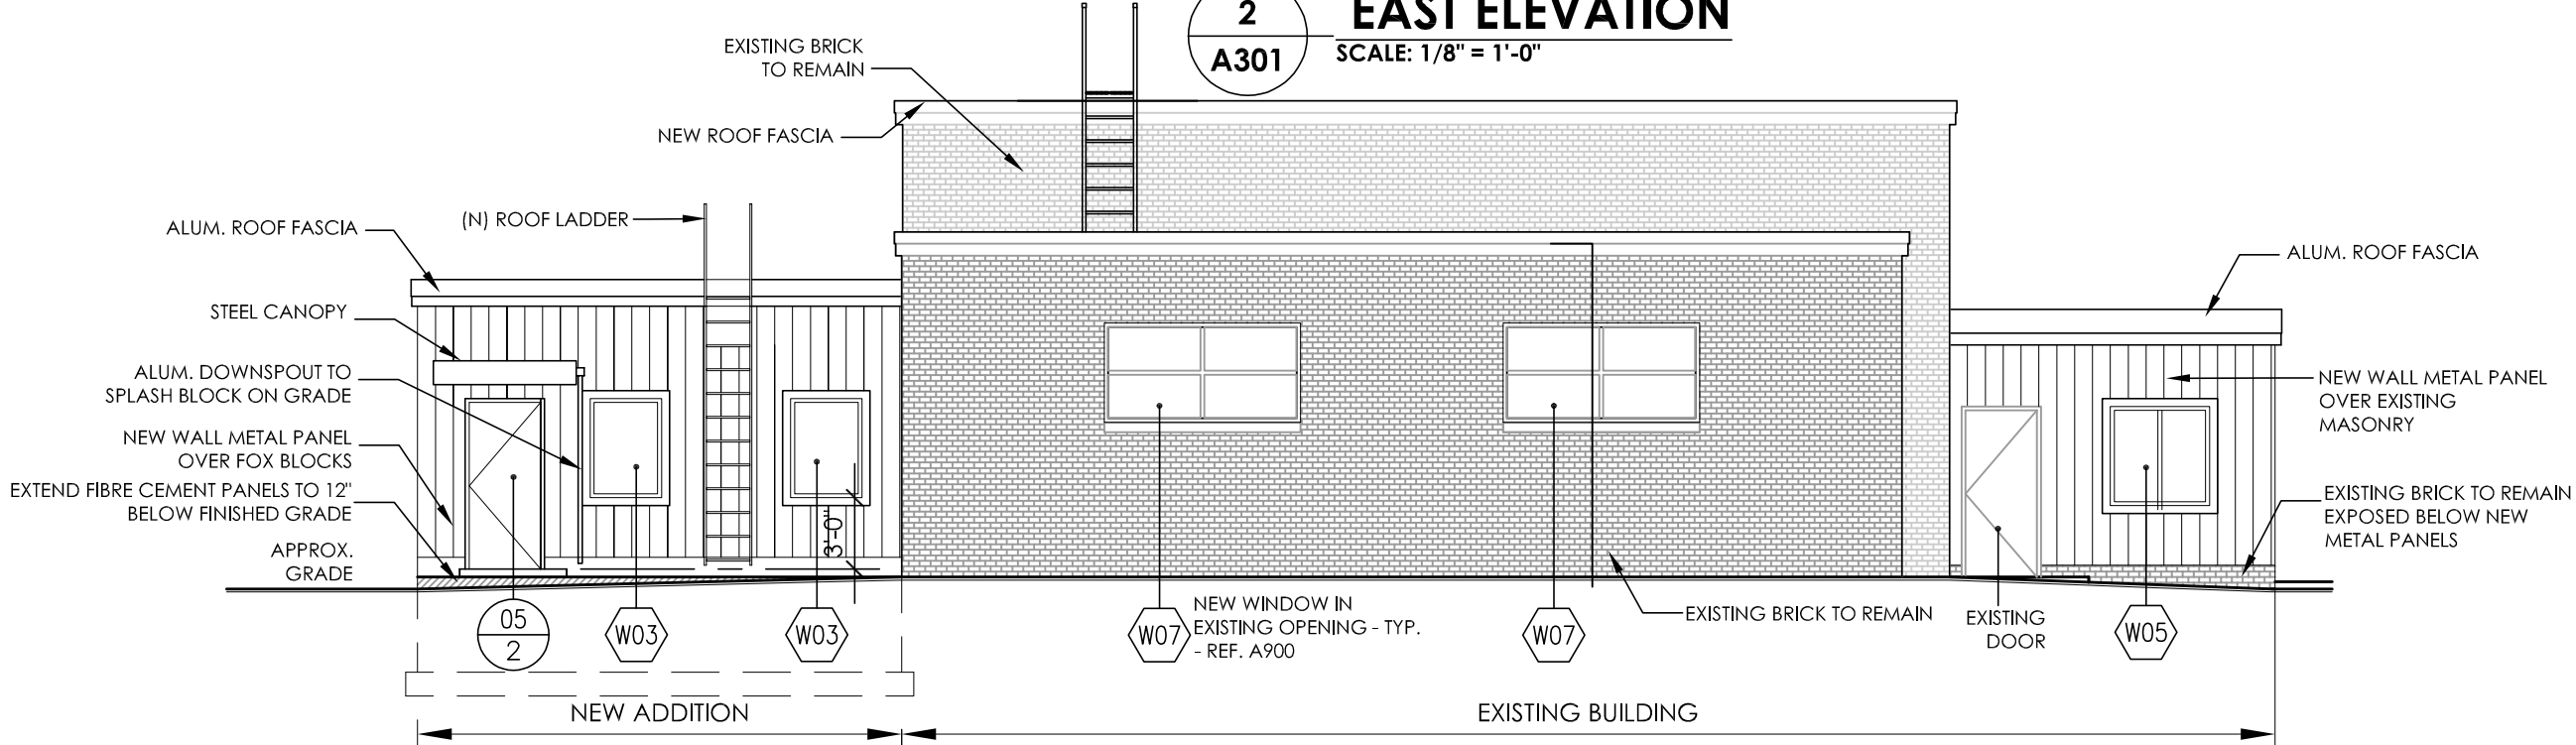 2
A301
EAST ELEVATION
SCALE: 1/8" = 1'-0"
EXISTING BRICK
TO REMAIN
NEW ROOF FASCIA
(N) ROOF LADDER
ALUM. ROOF FASCIA
STEEL CANOPY
ALUM. DOWNSPOUT TO
SPLASH BLOCK ON GRADE
NEW WALL METAL PANEL
OVER FOX BLOCKS
EXTEND FIBRE CEMENT PANELS TO 12"
BELOW FINISHED GRADE
APPROX.
GRADE
3'-0"
ALUM. ROOF FASCIA
NEW WALL METAL PANEL
OVER EXISTING
MASONRY
EXISTING BRICK TO REMAIN
EXPOSED BELOW NEW
METAL PANELS
05
2
W03
W03
W07
NEW WINDOW IN
EXISTING OPENING - TYP.
- REF. A900
W07
EXISTING BRICK TO REMAIN
EXISTING
DOOR
W05
NEW ADDITION
EXISTING BUILDING